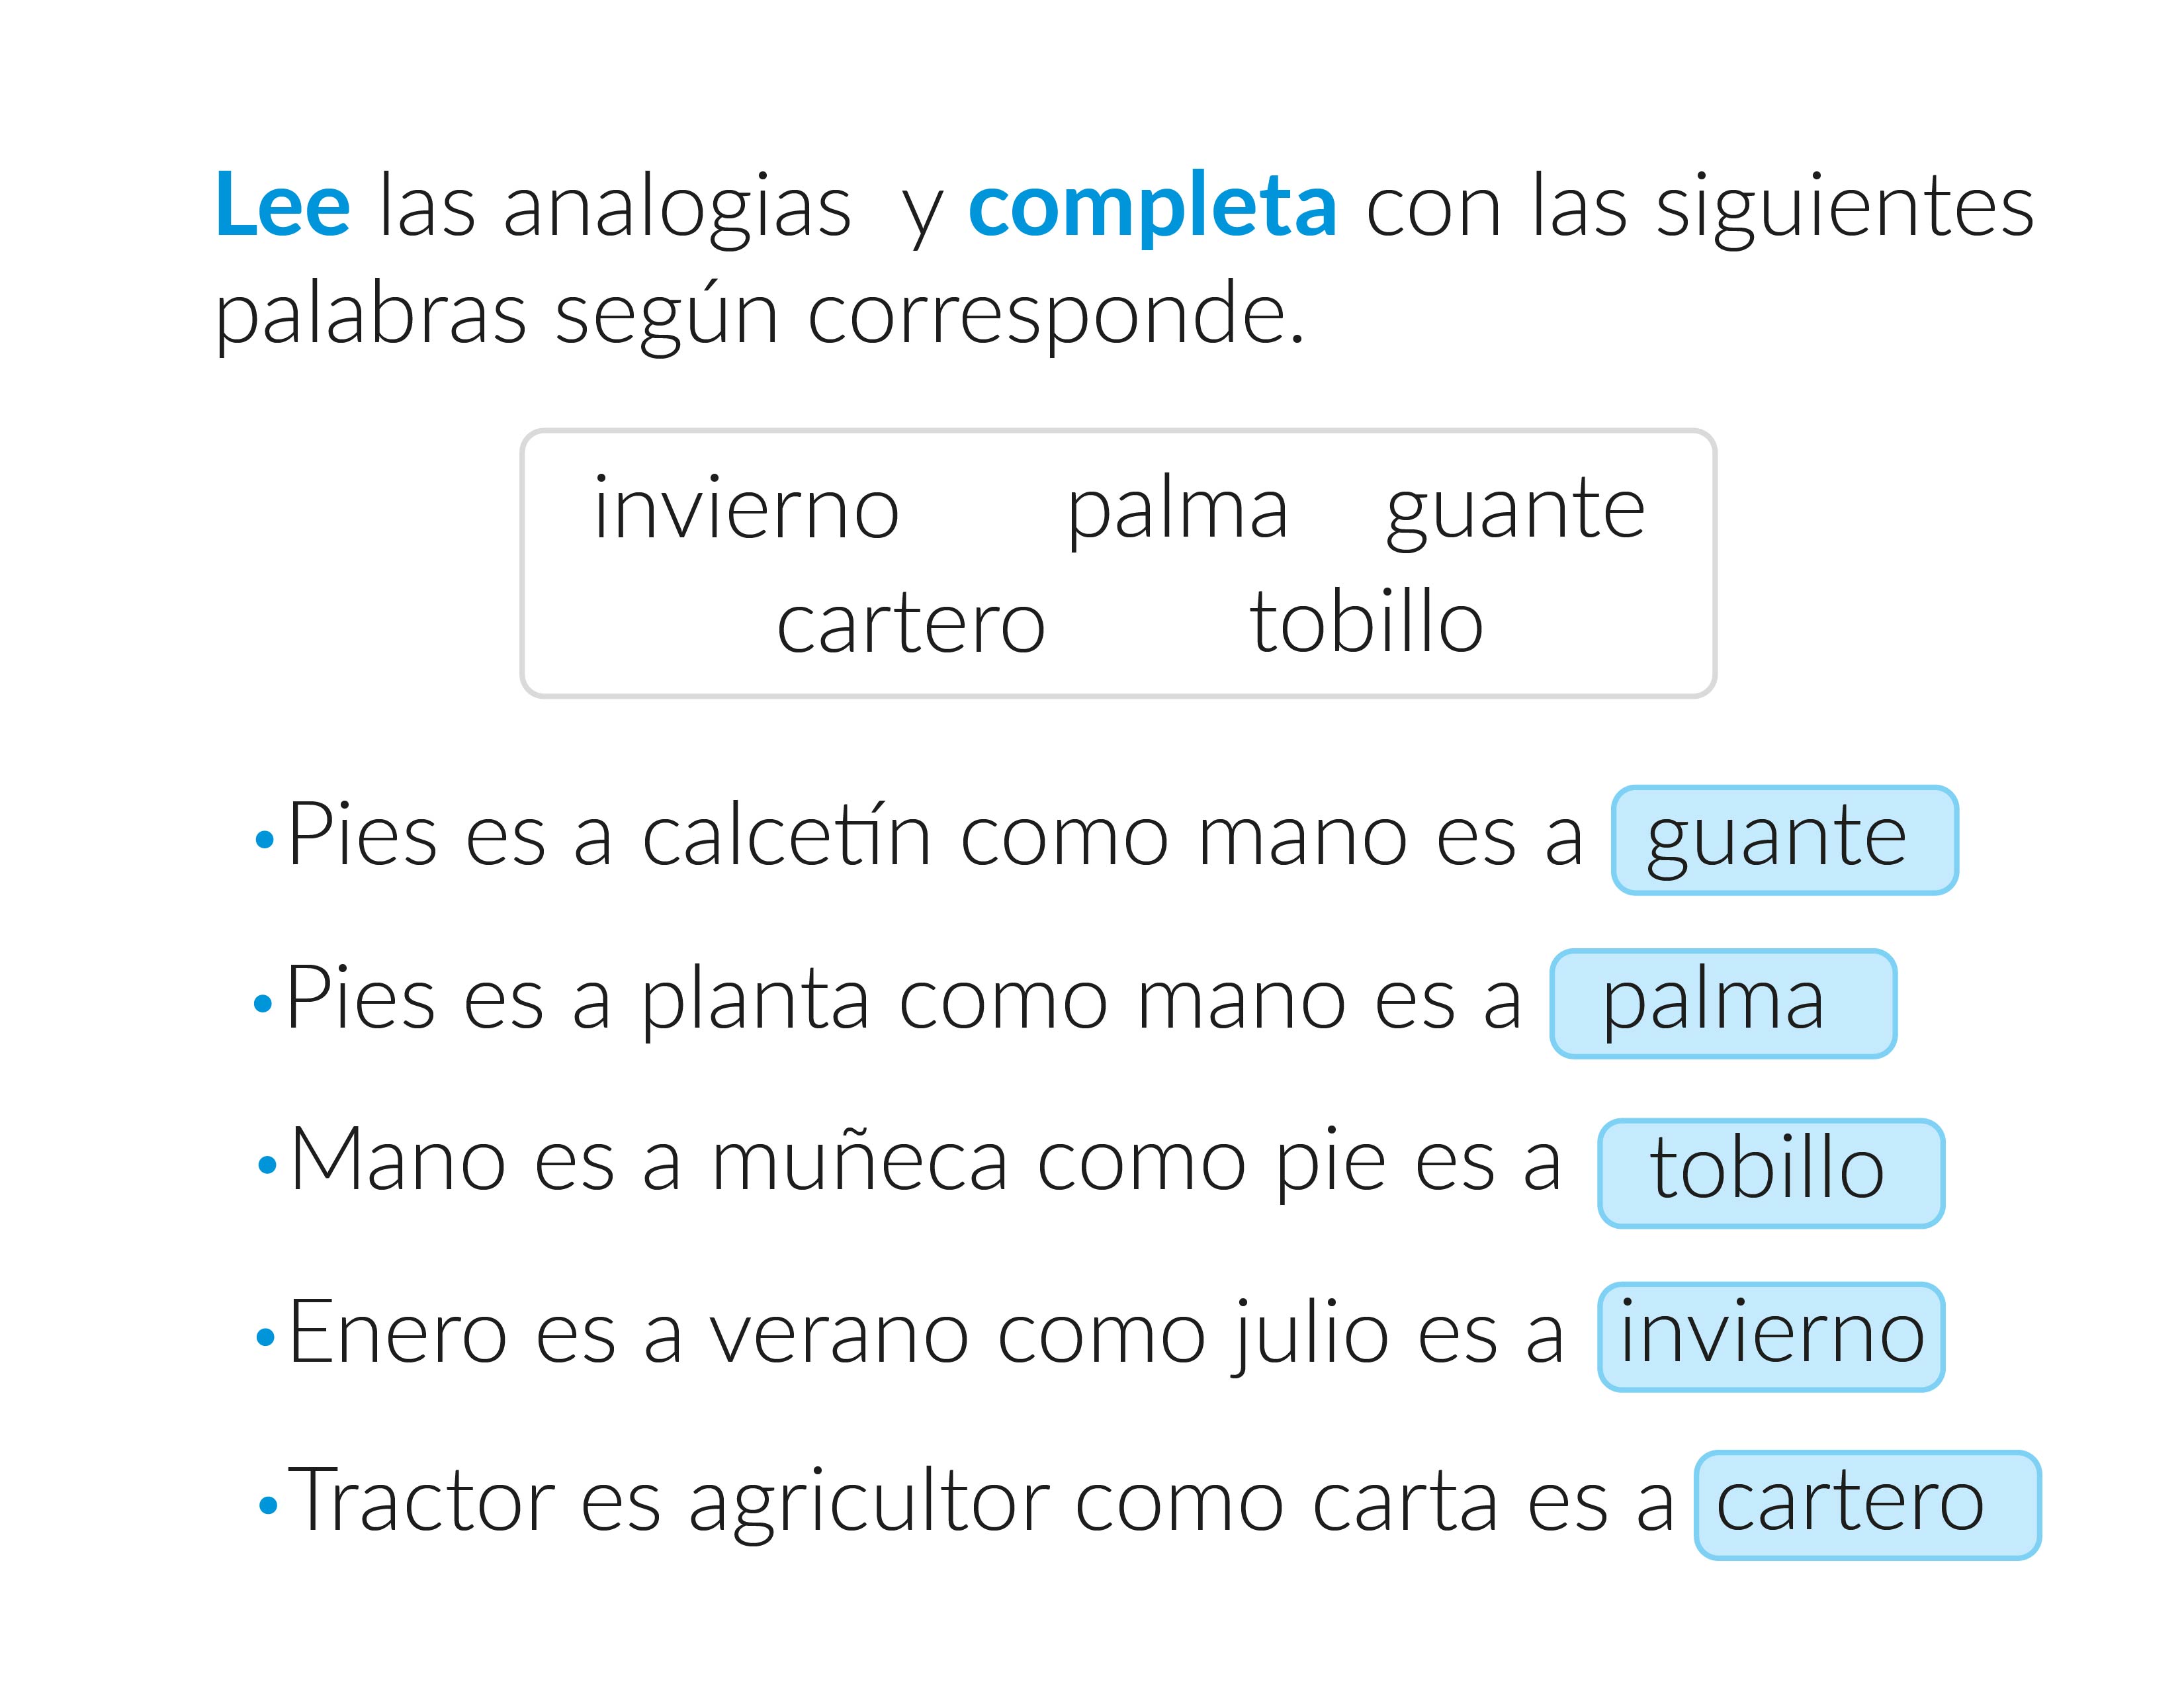 Lee las analogias y completa con las siguientes
palabras según corresponde.
invierno palma guante
cartero tobillo
•Pies es a calcetín como mano es a guante
•Pies es a planta como mano es a palma
•Mano es a muñeca como pie es a tobillo
•Enero es a verano como julio es a invierno
•Tractor es agricultor como carta es a cartero